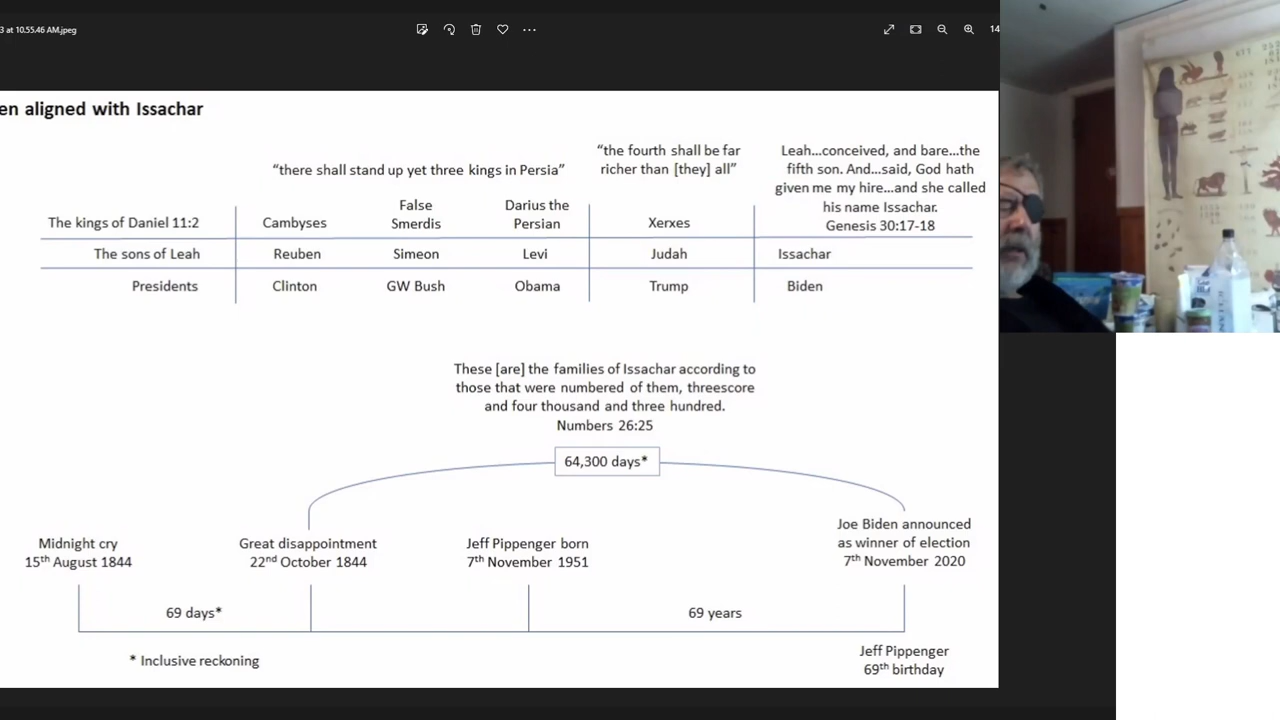 3 at 10.55.46 AM.jpeg
14
en aligned with Issachar
"there shall stand up yet three kings in Persia"
"the fourth shall be far
richer than [they] all"
Leah...conceived, and bare...the
fifth son. And...said, God hath
given me my hire...and she called
his name Issachar.
Genesis 30:17-18
The kings of Daniel 11:2
Cambyses
False
Smerdis
Darius the
Persian
Xerxes
The sons of Leah
Reuben
Simeon
Levi
Judah
Issachar
Presidents
Clinton
GW Bush
Obama
Trump
Biden
These [are] the families of Issachar according to
those that were numbered of them, threescore
and four thousand and three hundred.
Numbers 26:25
64,300 days*
Midnight cry
15th August 1844
Great disappointment
22nd October 1844
Jeff Pippenger born
7th November 1951
Joe Biden announced
as winner of election
7th November 2020
69 days*
69 years
* Inclusive reckoning
Jeff Pippenger
69th birthday